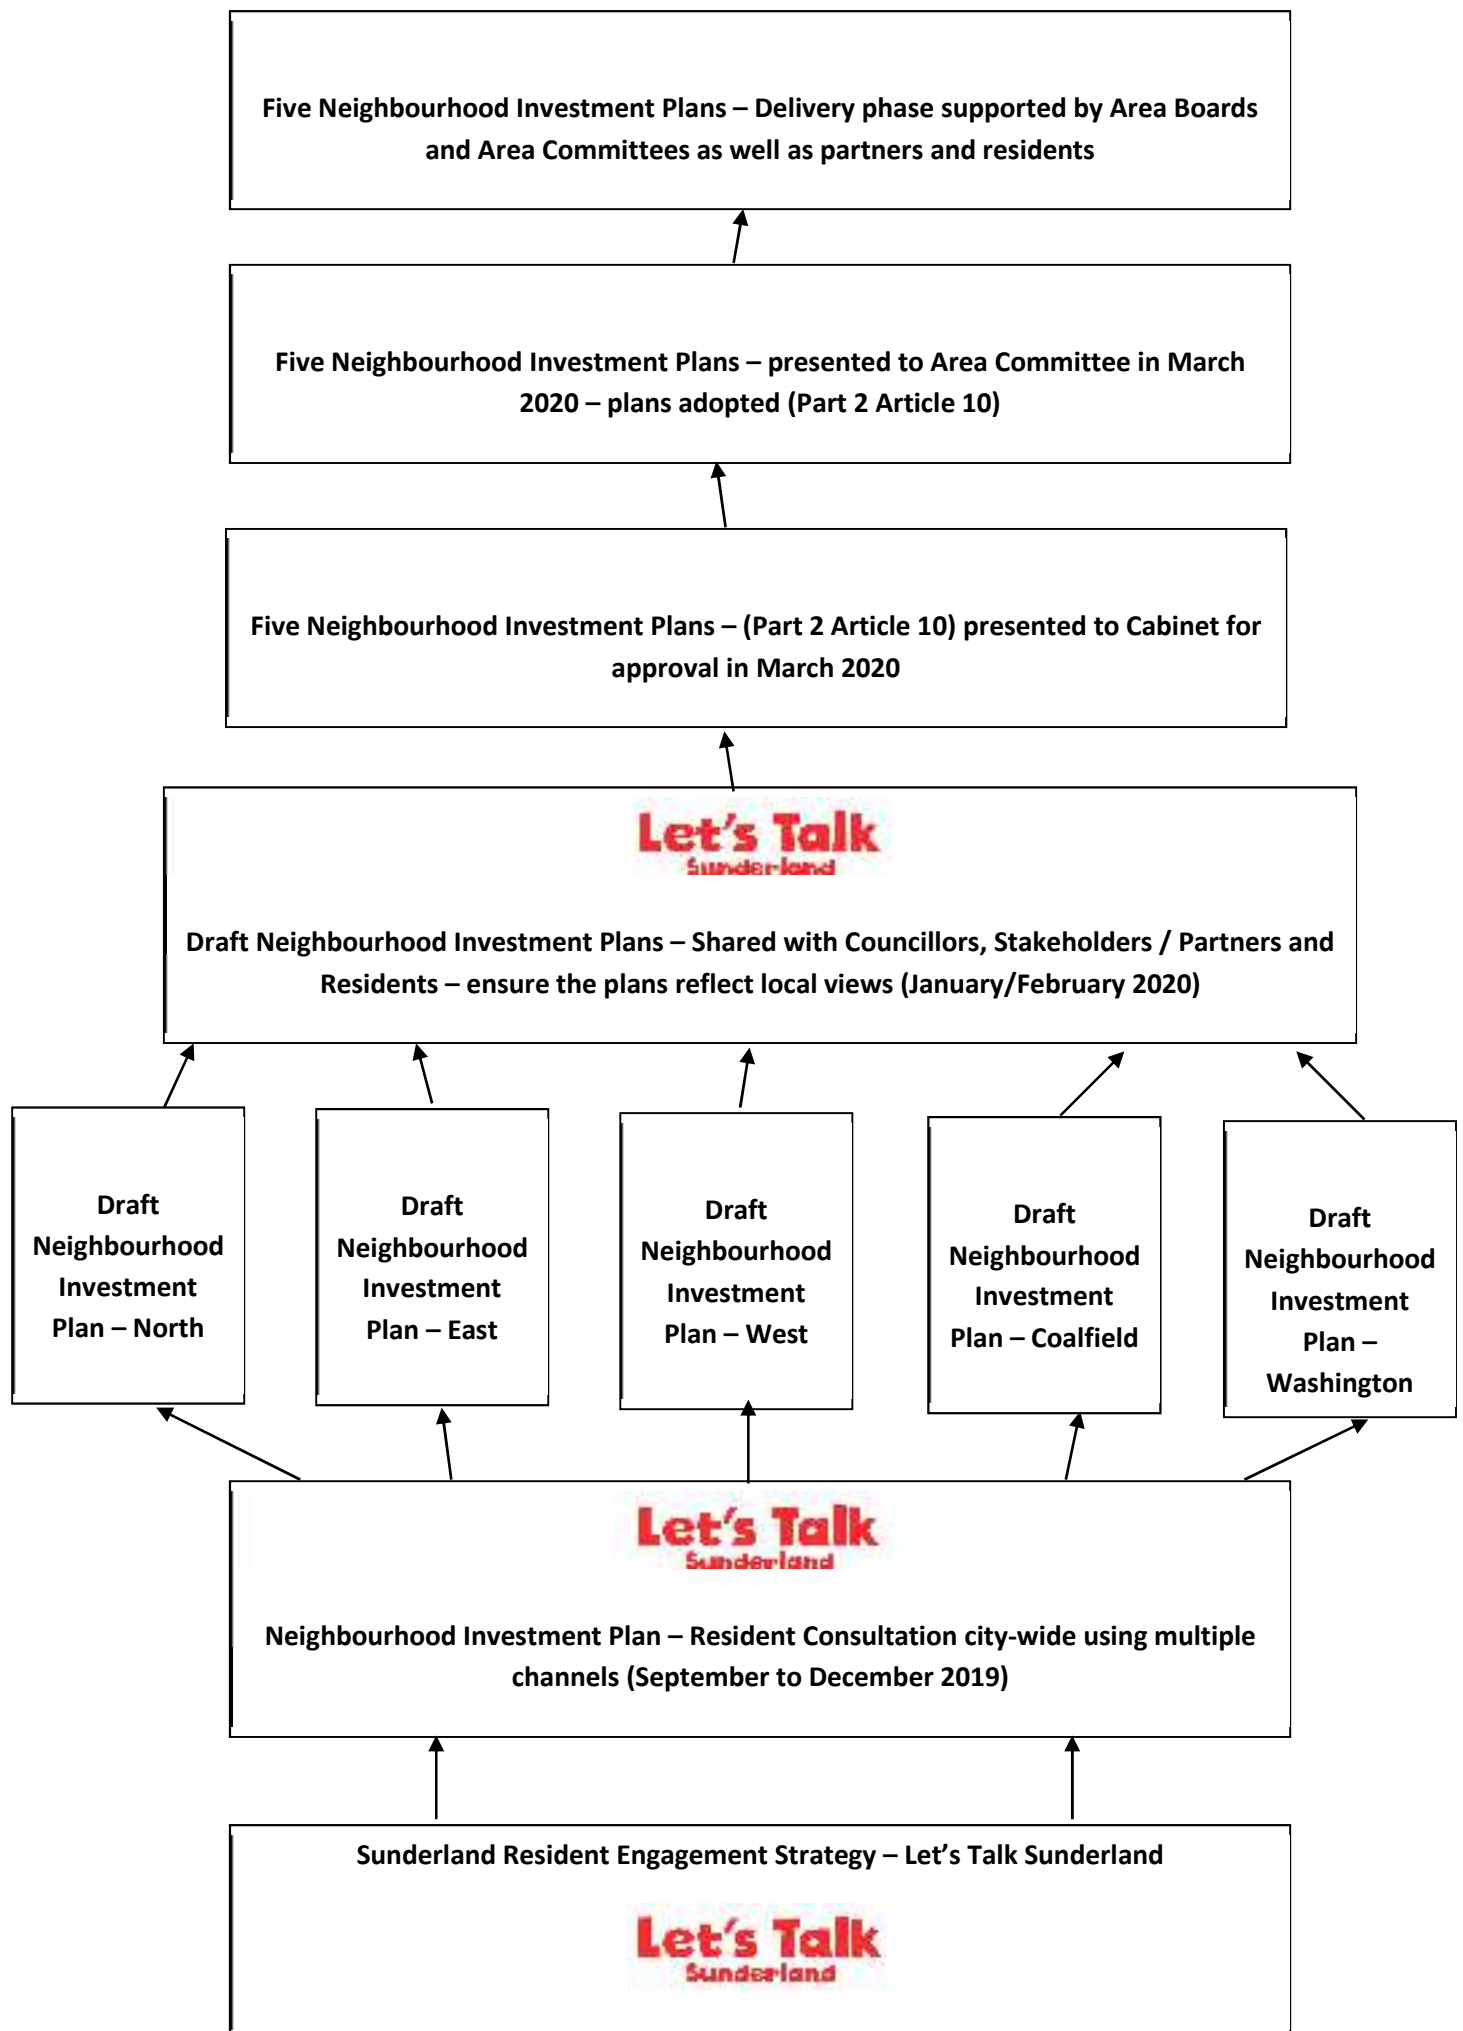 Five Neighbourhood Investment Plans – Delivery phase supported by Area Boards
and Area Committees as well as partners and residents
Five Neighbourhood Investment Plans – presented to Area Committee in March
2020 – plans adopted (Part 2 Article 10)
Five Neighbourhood Investment Plans – (Part 2 Article 10) presented to Cabinet for
approval in March 2020
Let's Talk
Sunderland
Draft Neighbourhood Investment Plans – Shared with Councillors, Stakeholders / Partners and
Residents – ensure the plans reflect local views (January/February 2020)
Draft
Neighbourhood
Investment
Plan – North
Draft
Neighbourhood
Investment
Plan – East
Draft
Neighbourhood
Investment
Plan – West
Draft
Neighbourhood
Investment
Plan – Coalfield
Draft
Neighbourhood
Investment
Plan –
Washington
Let's Talk
Sunderland
Neighbourhood Investment Plan – Resident Consultation city-wide using multiple
channels (September to December 2019)
Sunderland Resident Engagement Strategy – Let’s Talk Sunderland
Let's Talk
Sunderland